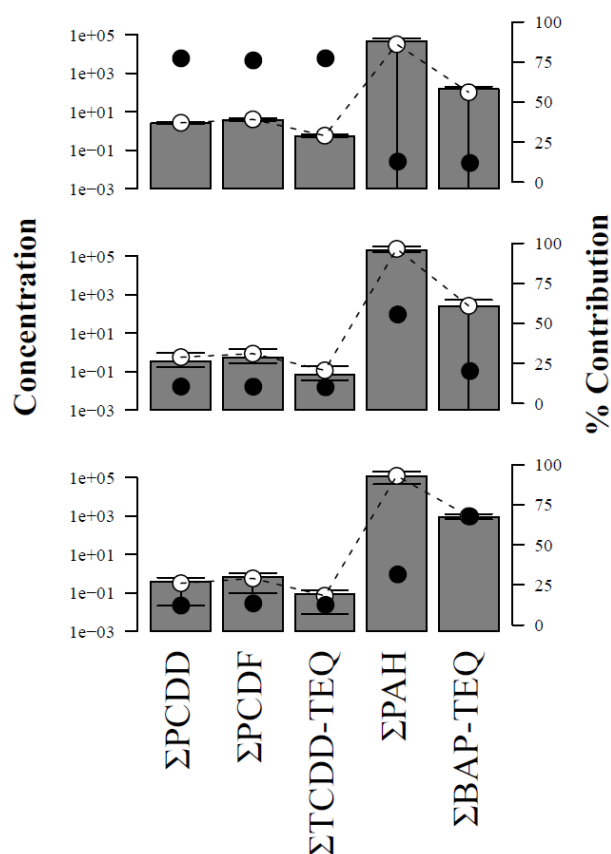 Concentration
1e+05
1e+03
1e+01
1e−01
1e−03
100
75
50
25
0
1e+05
1e+03
1e+01
1e−01
1e−03
100
75
50
25
0
1e+05
1e+03
1e+01
1e−01
1e−03
100
75
50
25
0
% Contribution
ΣPCDD
ΣPCDF
ΣTCDD-TEQ
ΣPAH
ΣBAP-TEQ